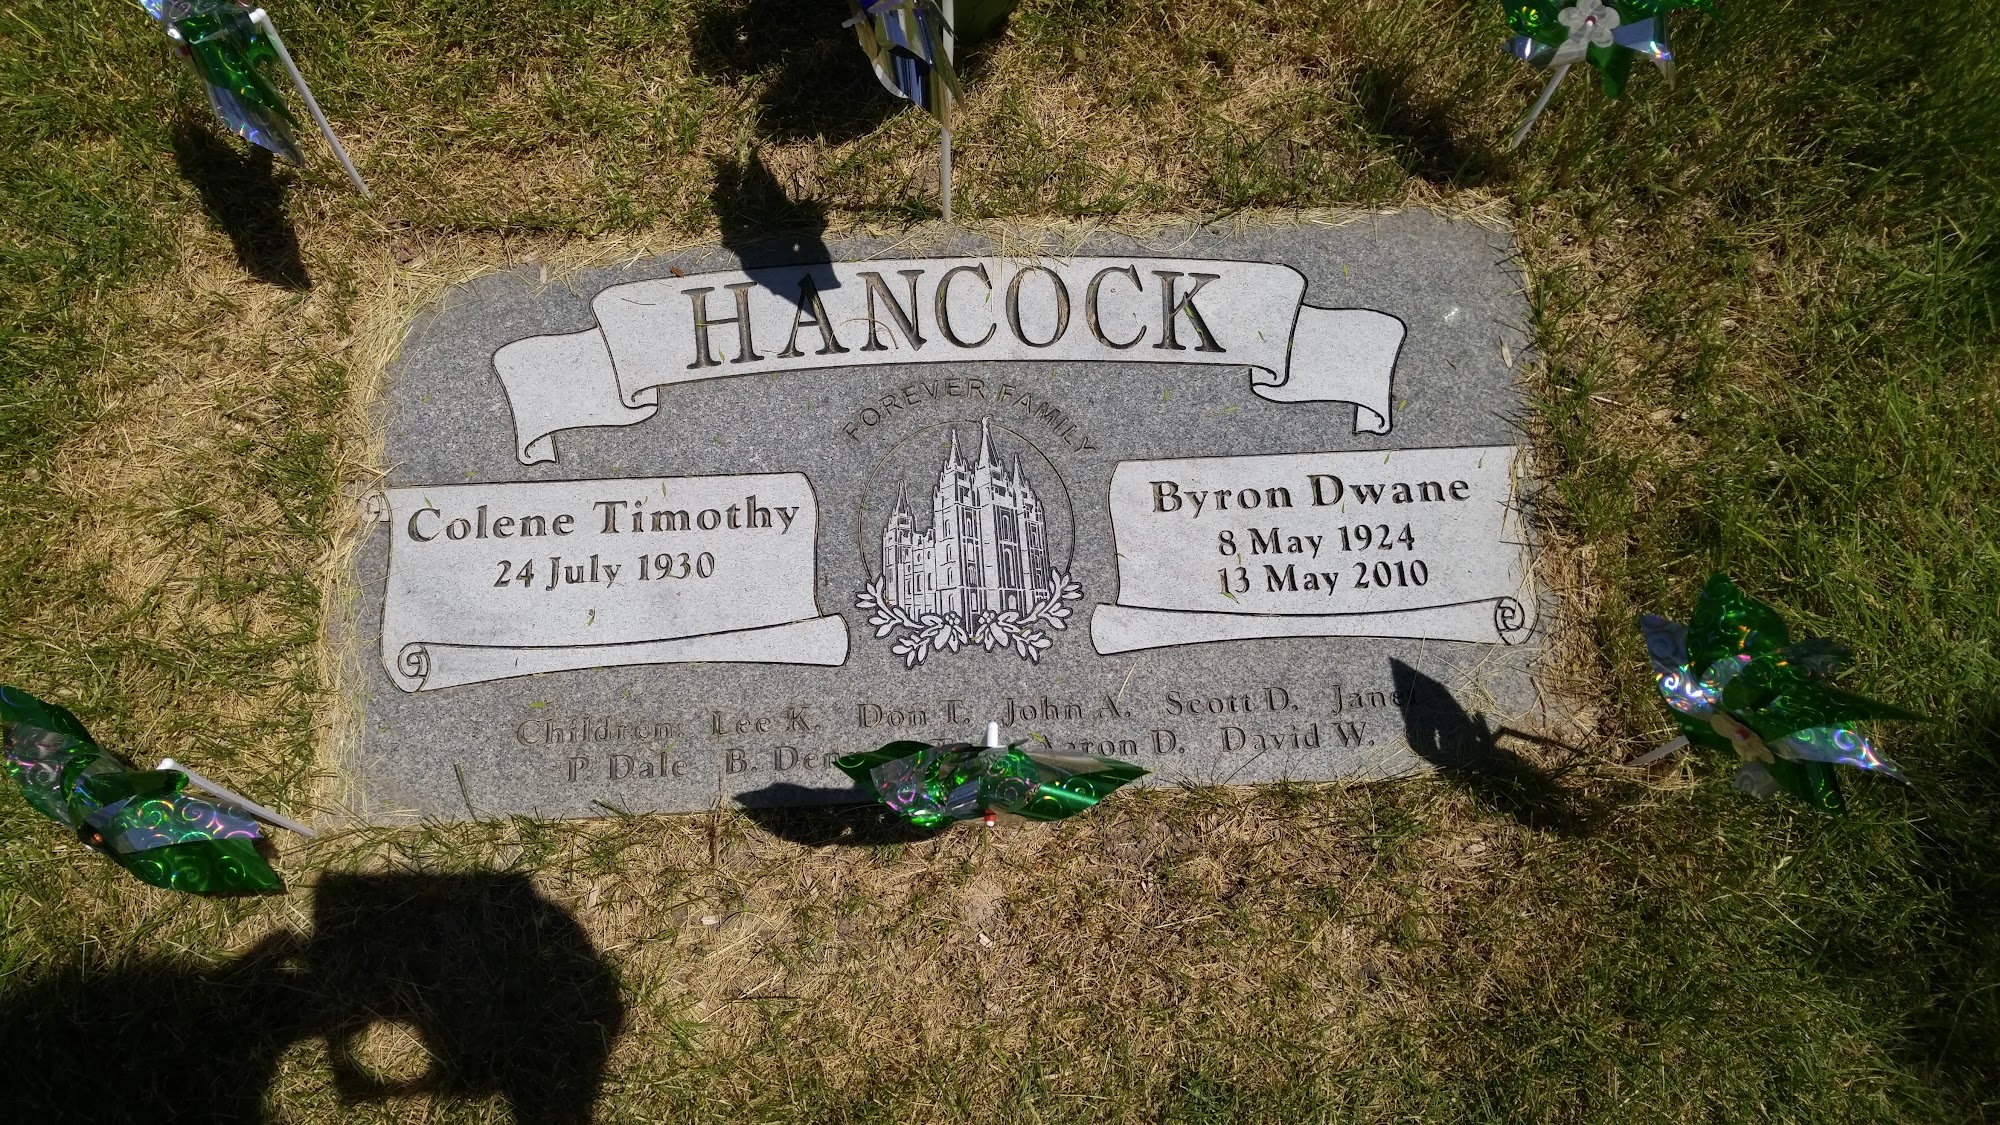 HANCOCK
FOREVER FAMILY
Colene Timothy
24 July 1930
Byron Dwane
8 May 1924
13 May 2010
Children: Lee K. Don T. John A. Scott D.
P. Dale B. Aaron D. David W.